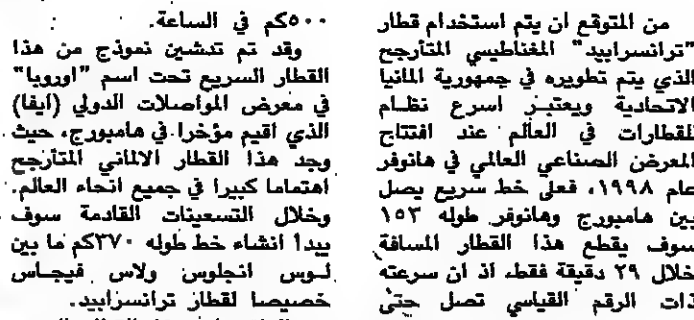 من المتوقع ان يتم استخدام قطار
"ترانسرابيد" المغناطيسي المتأرجح
الذي يتم تطويره في جمهورية المانيا
الاتحادية ويعتبر اسرع نظام
للقطارات في العالم عند افتتاح
المعرض الصناعي العالمي في هانوفر
عام ١٩٩٨، فعلى خط سريع يصل
بين هامبورج وهانوفر طوله ١٥٣
سوف يقطع هذا القطار المسافة
خلال ٢٩ دقيقة فقط، اذ ان سرعته
ذات الرقم القياسي تصل حتى
٥٠٠كم في الساعة.
وقد تم تدشين نموذج من هذا
القطار السريع تحت اسم "اوروبا"
في معرض المواصلات الدولي (ايفا)
الذي اقيم مؤخرا في هامبورج، حيث
وجد هذا القطار الالماني المتأرجح
اهتماما كبيرا في جميع انحاء العالم.
وخلال التسعينات القادمة سوف
يبدأ انشاء خط طوله ٣٧٠كم ما بين
لوس انجلوس ولاس فيجاس
خصيصا لقطار ترانسرابيد.